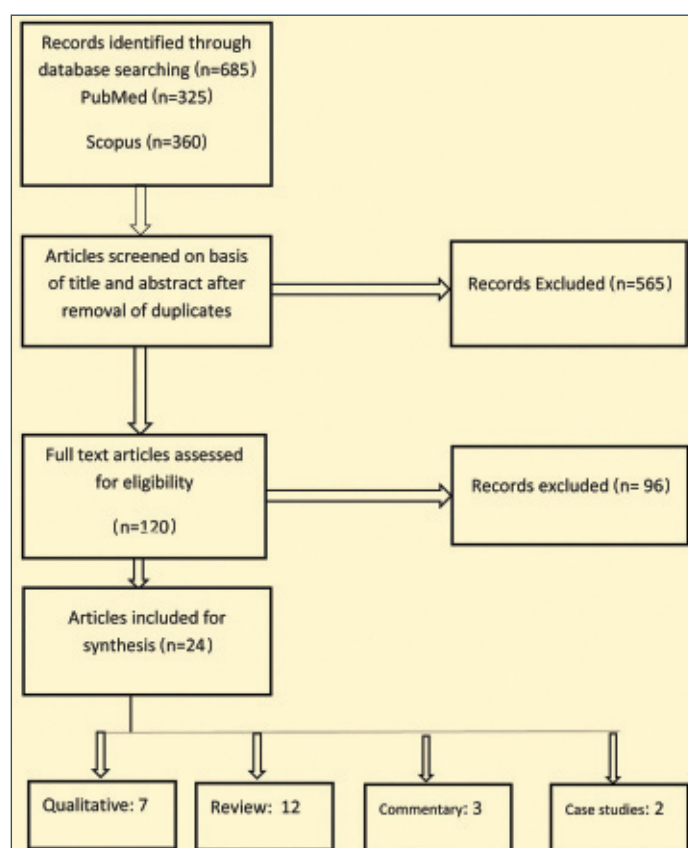 Records identified through
database searching (n=685)
PubMed (n=325)
Scopus (n=360)
Articles screened on basis
of title and abstract after
removal of duplicates
Records Excluded (n=565)
Full text articles assessed
for eligibility
(n=120)
Records excluded (n= 96)
Articles included for
synthesis (n=24)
Qualitative: 7
Review: 12
Commentary: 3
Case studies: 2